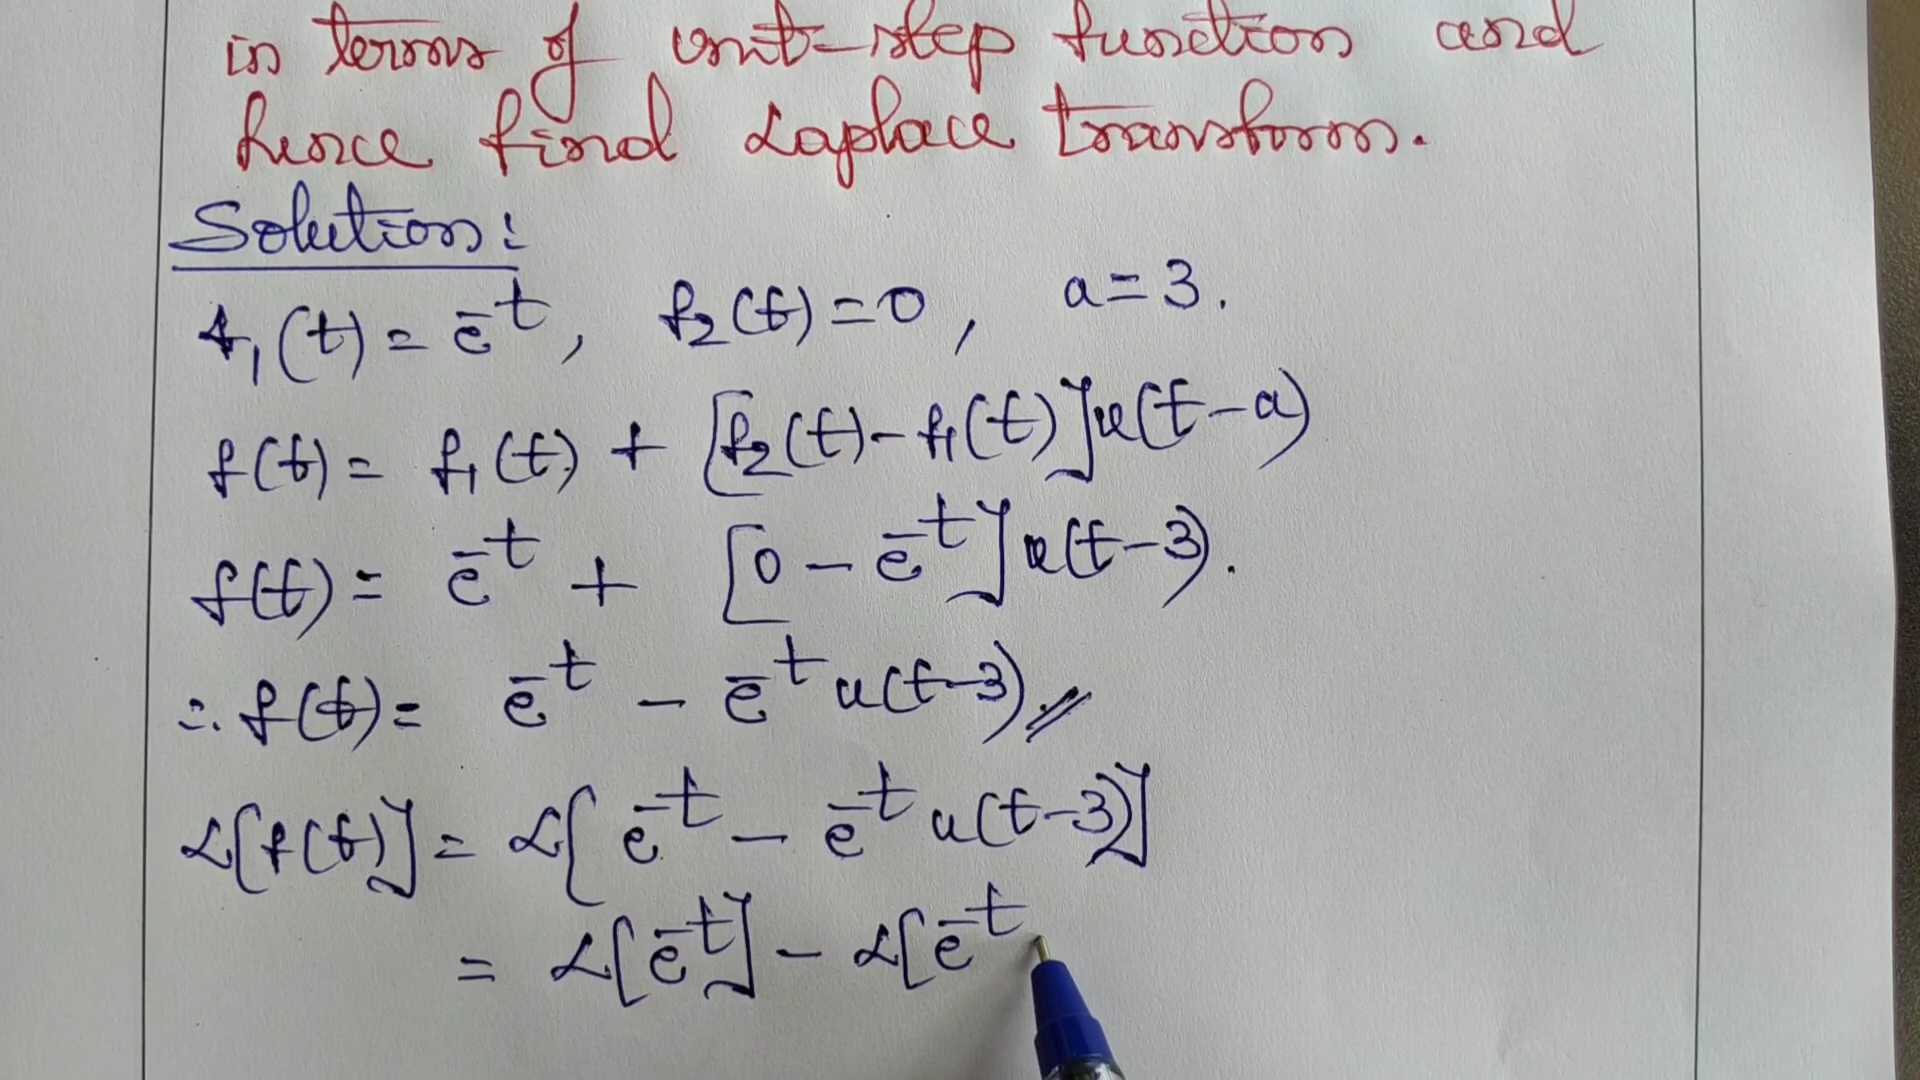 in terms of unit-step function and
hence find Laplace transform.
Solution:
f₁(t) = e^-t, f₂(t) = 0, a = 3.
f(t) = f₁(t) + [f₂(t) - f₁(t)]u(t-a)
f(t) = e^-t + [0 - e^-t]u(t-3).
∴ f(t) = e^-t - e^-t u(t-3).//
L[f(t)] = L[e^-t - e^-t u(t-3)]
= L[e^-t] - L[e^-t